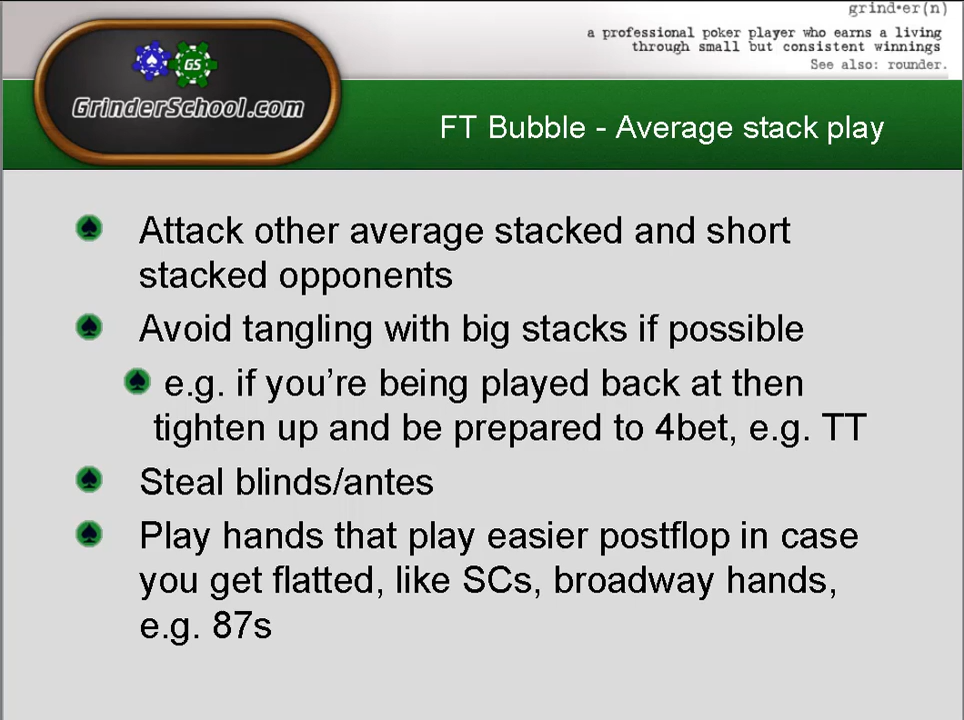 grind•er(n)
a professional poker player who earns a living
through small but consistent winnings
See also: rounder.
GS
GrinderSchool.com
FT Bubble - Average stack play
Attack other average stacked and short
stacked opponents
Avoid tangling with big stacks if possible
e.g. if you’re being played back at then
tighten up and be prepared to 4bet, e.g. TT
Steal blinds/antes
Play hands that play easier postflop in case
you get flatted, like SCs, broadway hands,
e.g. 87s